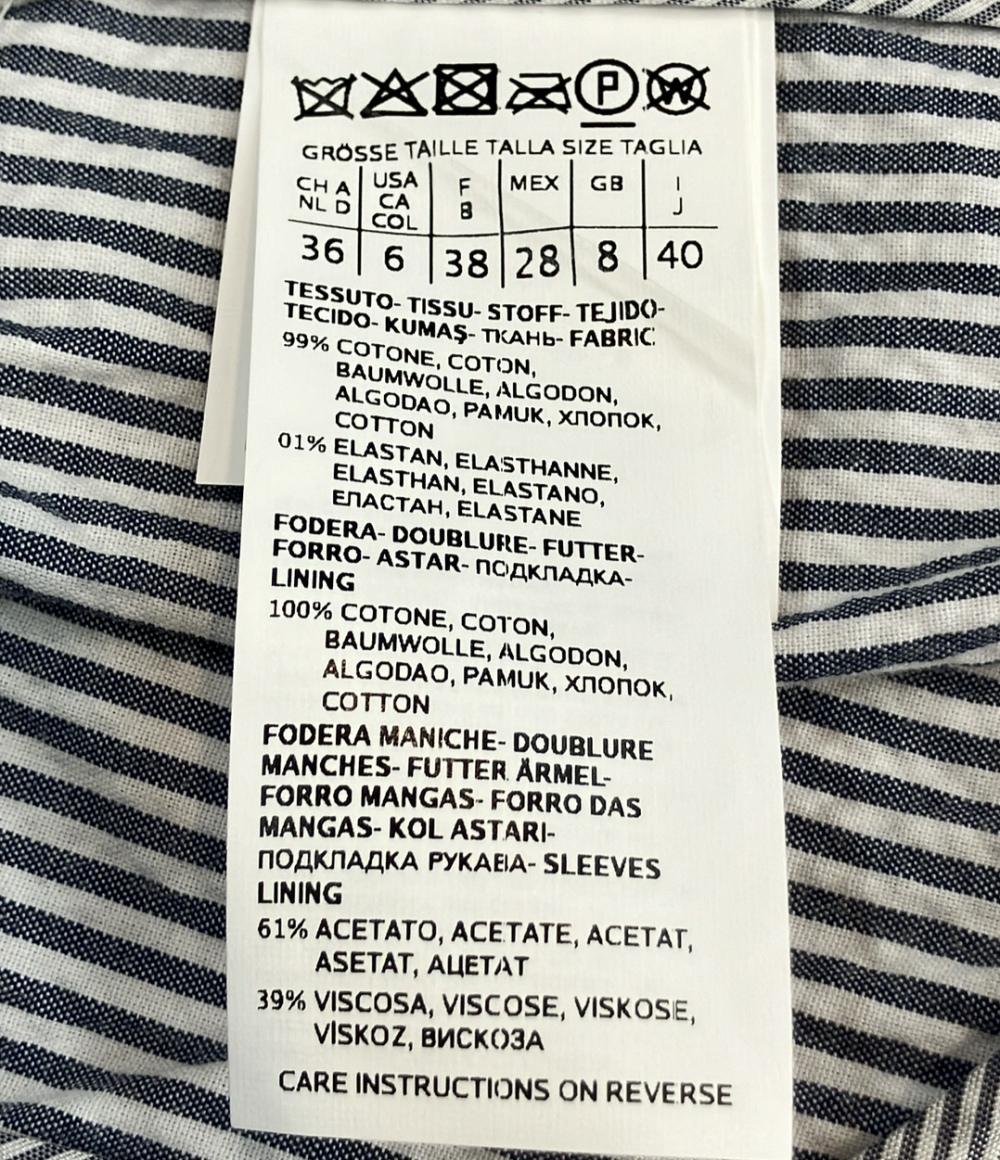 P W
GRÖSSE TAILLE TALLA SIZE TAGLIA
CH A NL D USA CA COL F B MEX GB I J
36 6 38 28 8 40
TESSUTO- TISSU- STOFF- TEJIDO-
TECIDO- KUMAŞ- ТКАНЬ- FABRIC:
99% COTONE, COTON,
BAUMWOLLE, ALGODON,
ALGODAO, PAMUK, ХЛОПОК,
COTTON
01% ELASTAN, ELASTHANNE,
ELASTHAN, ELASTANO,
ЕЛАСТАН, ELASTANE
FODERA- DOUBLURE- FUTTER-
FORRO- ASTAR- ПОДКЛАДКА-
LINING
100% COTONE, COTON,
BAUMWOLLE, ALGODON,
ALGODAO, PAMUK, ХЛОПОК,
COTTON
FODERA MANICHE- DOUBLURE
MANCHES- FUTTER ÄRMEL-
FORRO MANGAS- FORRO DAS
MANGAS- KOL ASTARI-
ПОДКЛАДКА РУКАВА- SLEEVES
LINING
61% ACETATO, ACETATE, ACETAT,
ASETAT, АЦЕТАТ
39% VISCOSA, VISCOSE, VISKOSE,
VİSKOZ, ВИСКОЗА
CARE INSTRUCTIONS ON REVERSE